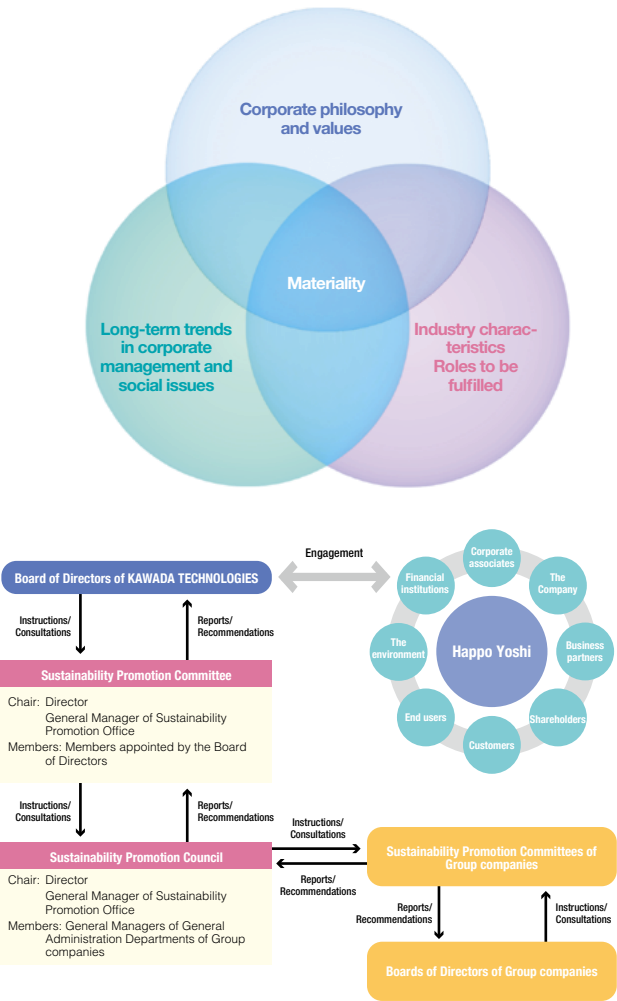 Corporate philosophy
and values
Materiality
Long-term trends
in corporate
management and
social issues
Industry charac-
teristics
Roles to be
fulfilled
Engagement
Board of Directors of KAWADA TECHNOLOGIES
Instructions/
Consultations
Reports/
Recommendations
Sustainability Promotion Committee
Chair: Director
General Manager of Sustainability
Promotion Office
Members: Members appointed by the Board
of Directors
Instructions/
Consultations
Reports/
Recommendations
Sustainability Promotion Council
Chair: Director
General Manager of Sustainability
Promotion Office
Members: General Managers of General
Administration Departments of Group
companies
Instructions/
Consultations
Reports/
Recommendations
Sustainability Promotion Committees of
Group companies
Reports/
Recommendations
Instructions/
Consultations
Boards of Directors of Group companies
Happo Yoshi
Corporate
associates
The
Company
Business
partners
Shareholders
Customers
End users
The
environment
Financial
institutions